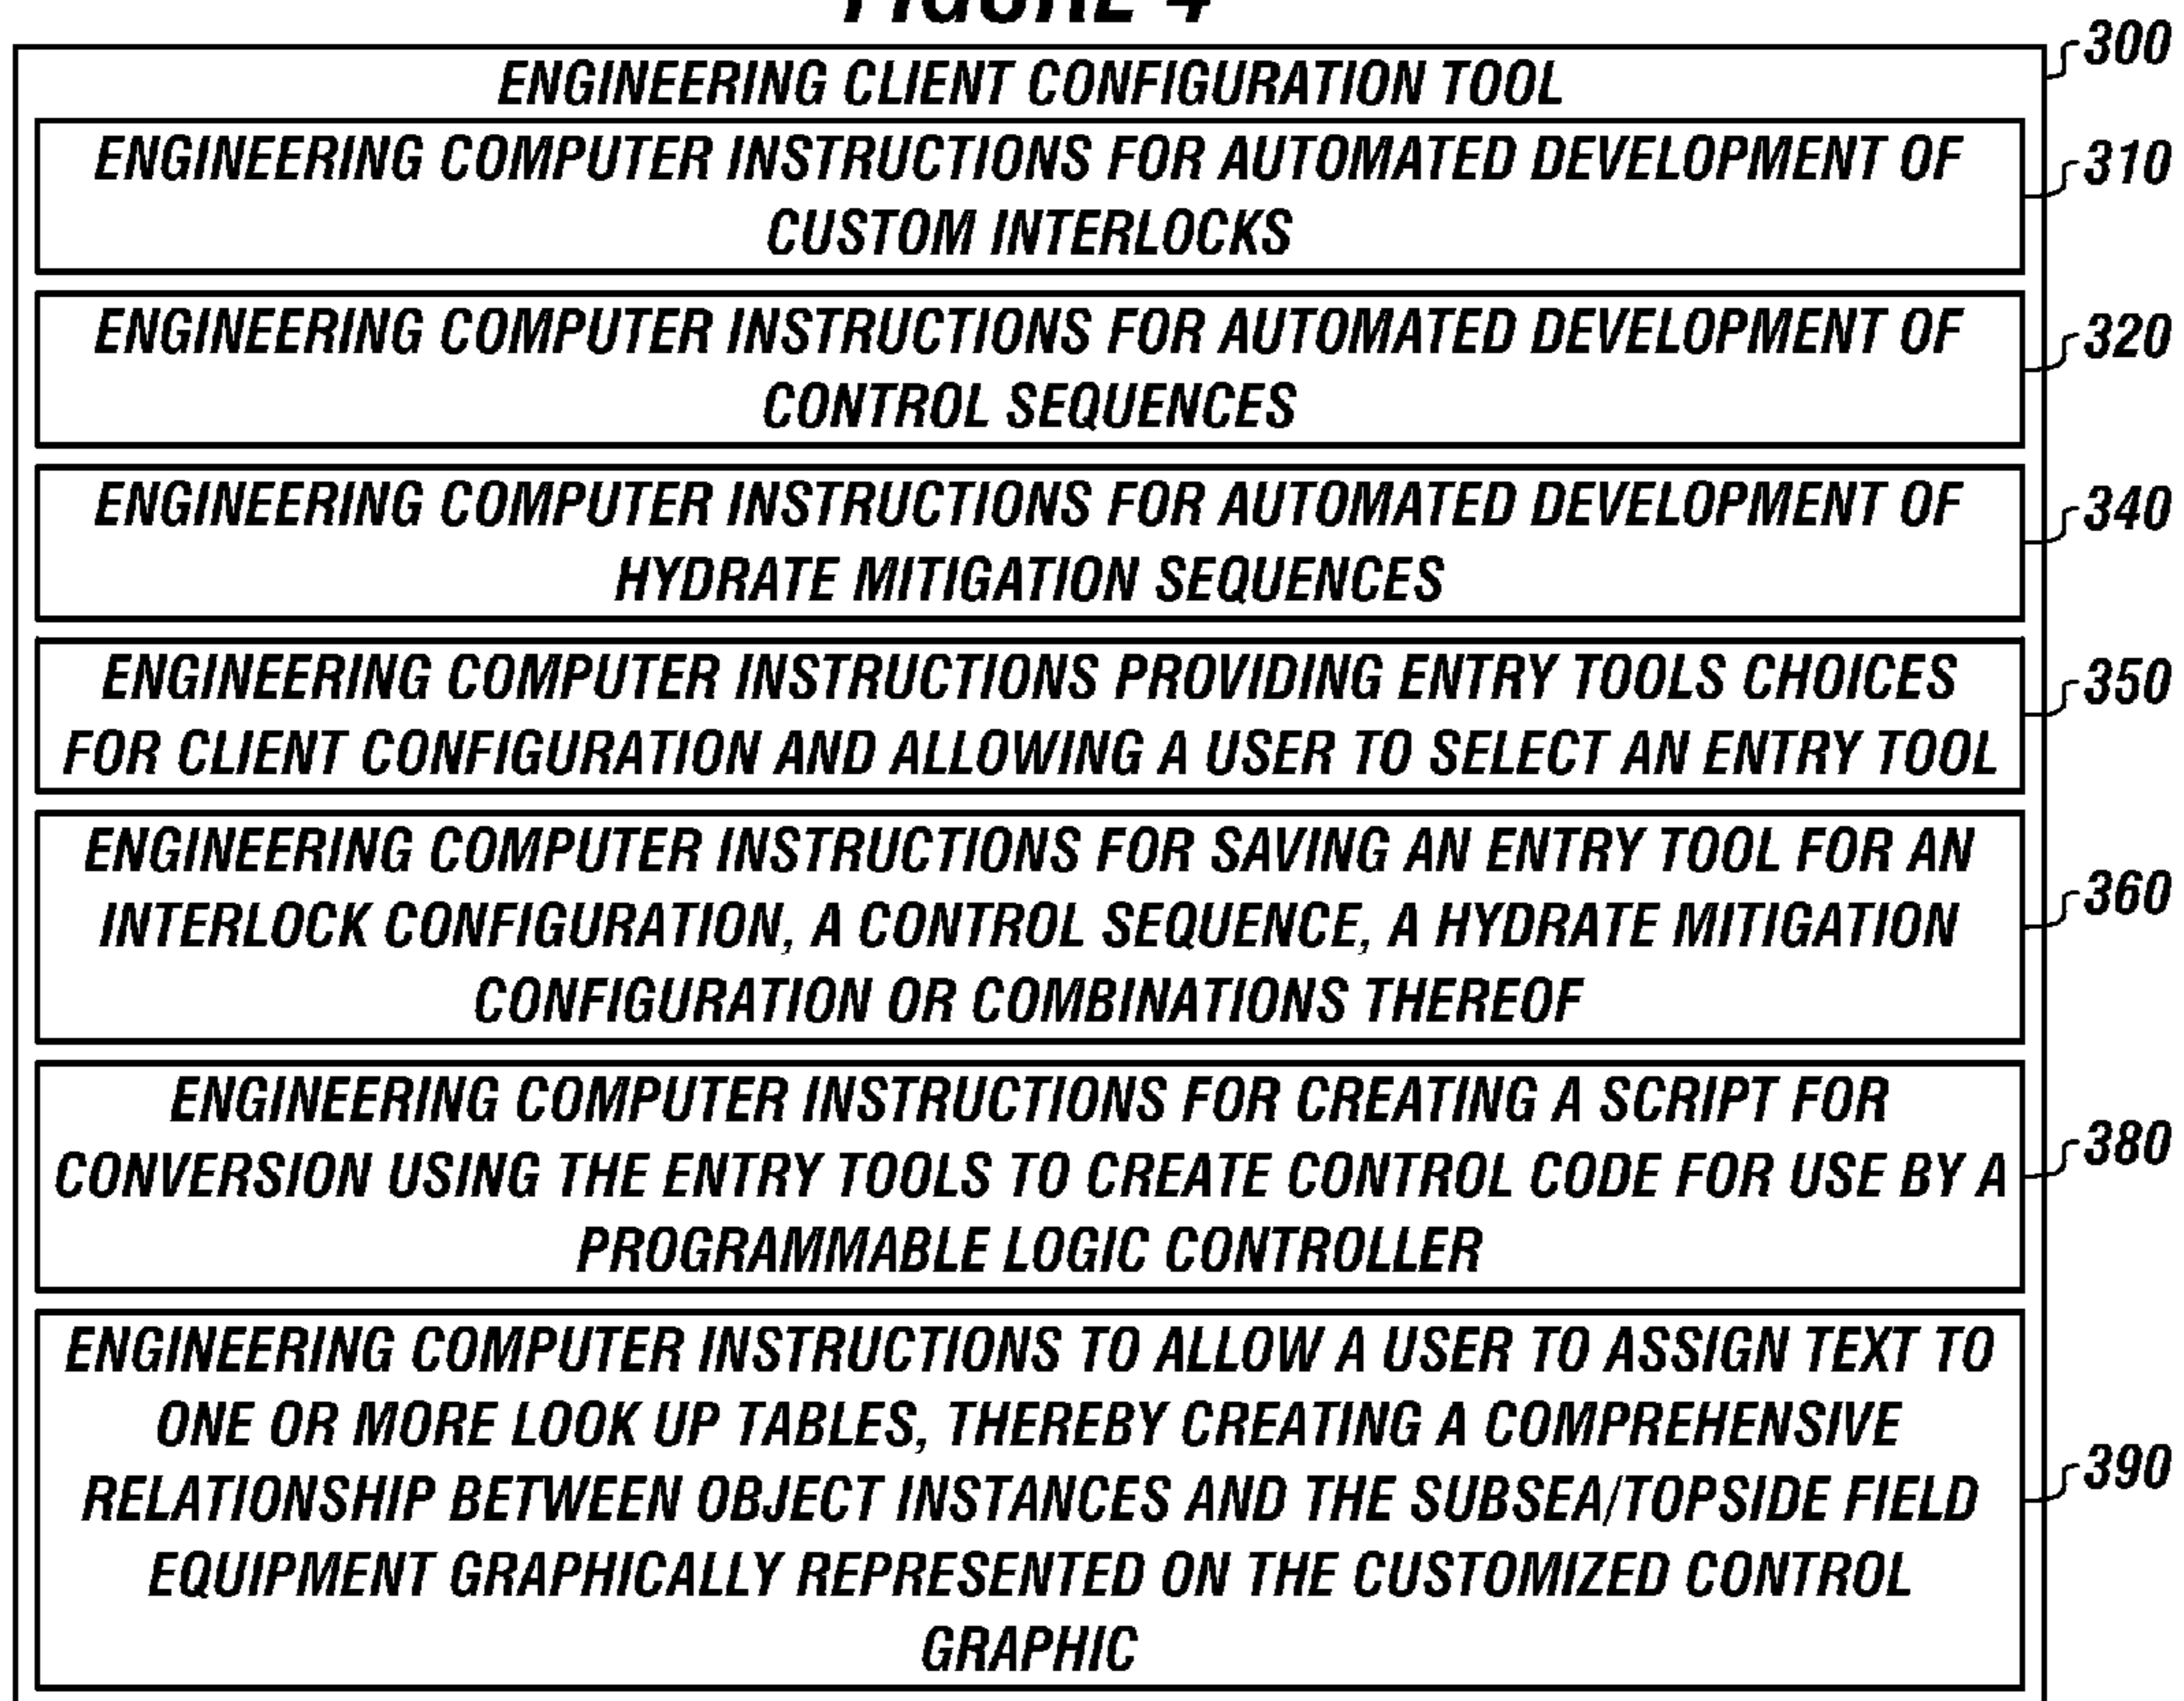 FIGURE 4
300
ENGINEERING CLIENT CONFIGURATION TOOL
ENGINEERING COMPUTER INSTRUCTIONS FOR AUTOMATED DEVELOPMENT OF
CUSTOM INTERLOCKS
310
ENGINEERING COMPUTER INSTRUCTIONS FOR AUTOMATED DEVELOPMENT OF
CONTROL SEQUENCES
320
ENGINEERING COMPUTER INSTRUCTIONS FOR AUTOMATED DEVELOPMENT OF
HYDRATE MITIGATION SEQUENCES
340
ENGINEERING COMPUTER INSTRUCTIONS PROVIDING ENTRY TOOLS CHOICES
FOR CLIENT CONFIGURATION AND ALLOWING A USER TO SELECT AN ENTRY TOOL
350
ENGINEERING COMPUTER INSTRUCTIONS FOR SAVING AN ENTRY TOOL FOR AN
INTERLOCK CONFIGURATION, A CONTROL SEQUENCE, A HYDRATE MITIGATION
CONFIGURATION OR COMBINATIONS THEREOF
360
ENGINEERING COMPUTER INSTRUCTIONS FOR CREATING A SCRIPT FOR
CONVERSION USING THE ENTRY TOOLS TO CREATE CONTROL CODE FOR USE BY A
PROGRAMMABLE LOGIC CONTROLLER
380
ENGINEERING COMPUTER INSTRUCTIONS TO ALLOW A USER TO ASSIGN TEXT TO
ONE OR MORE LOOK UP TABLES, THEREBY CREATING A COMPREHENSIVE
RELATIONSHIP BETWEEN OBJECT INSTANCES AND THE SUBSEA/TOPSIDE FIELD
EQUIPMENT GRAPHICALLY REPRESENTED ON THE CUSTOMIZED CONTROL
GRAPHIC
390